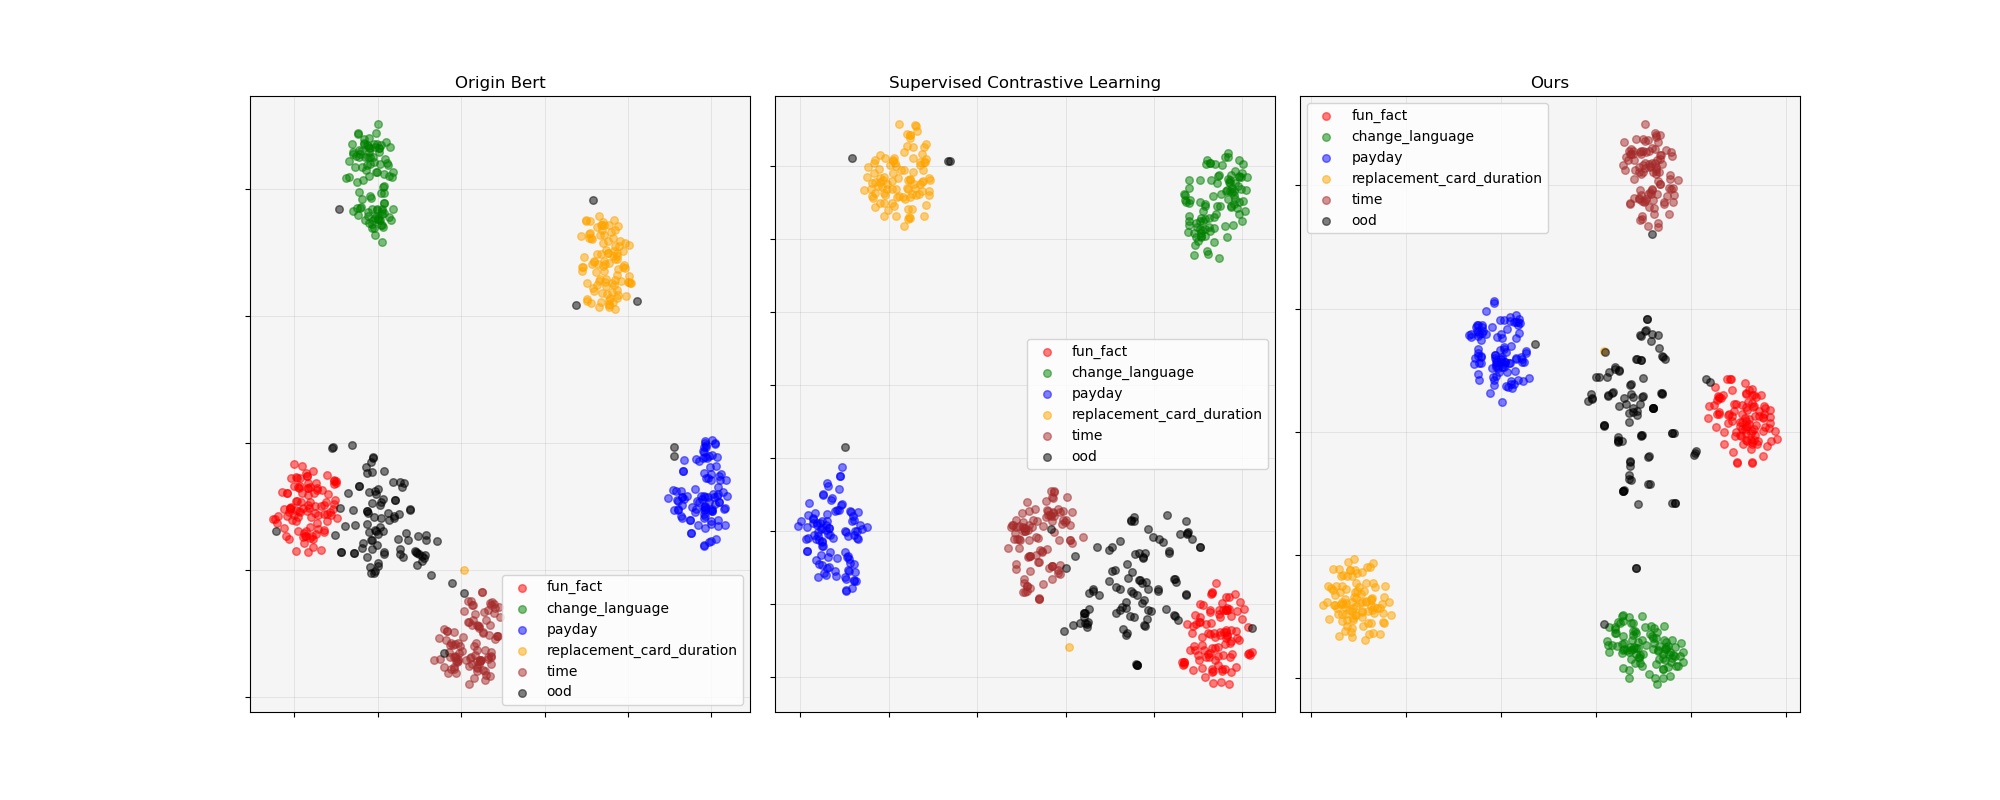 Origin Bert
fun_fact
change_language
payday
replacement_card_duration
time
ood
Supervised Contrastive Learning
fun_fact
change_language
payday
replacement_card_duration
time
ood
Ours
fun_fact
change_language
payday
replacement_card_duration
time
ood